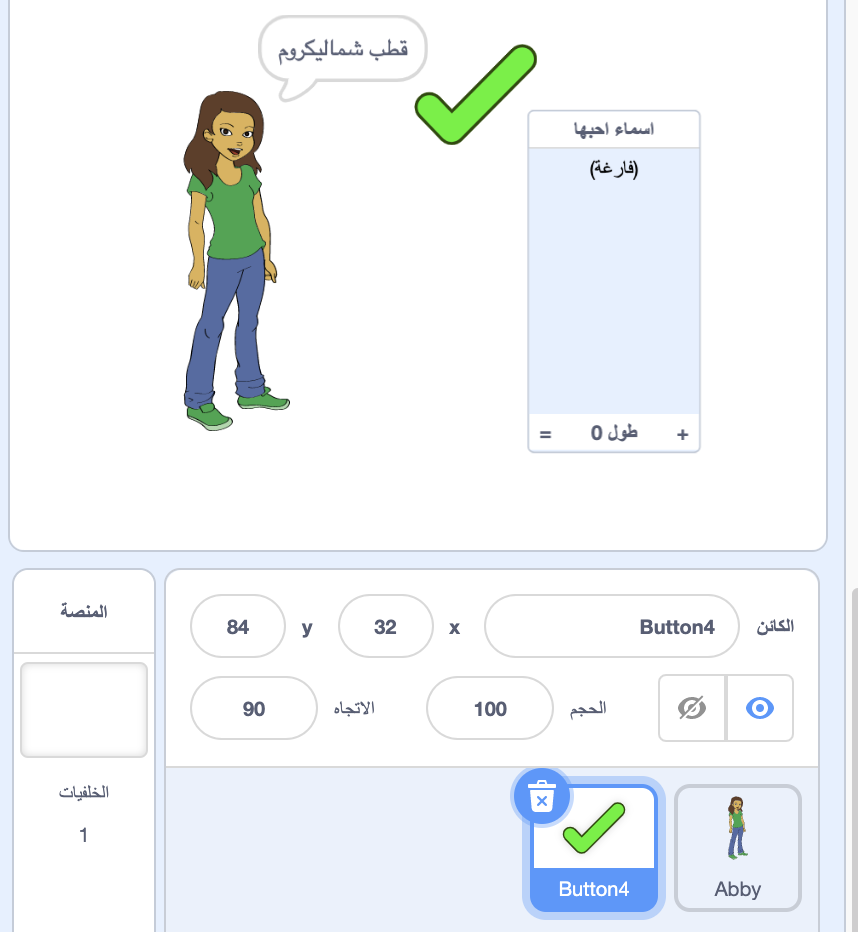 قطب شماليكروم
اسماء احبها
(فارغة)
+ طول 0 =
الكائن Button4 x 32 y 84
الحجم 100 الاتجاه 90
المنصة
الخلفيات
1
Abby
Button4